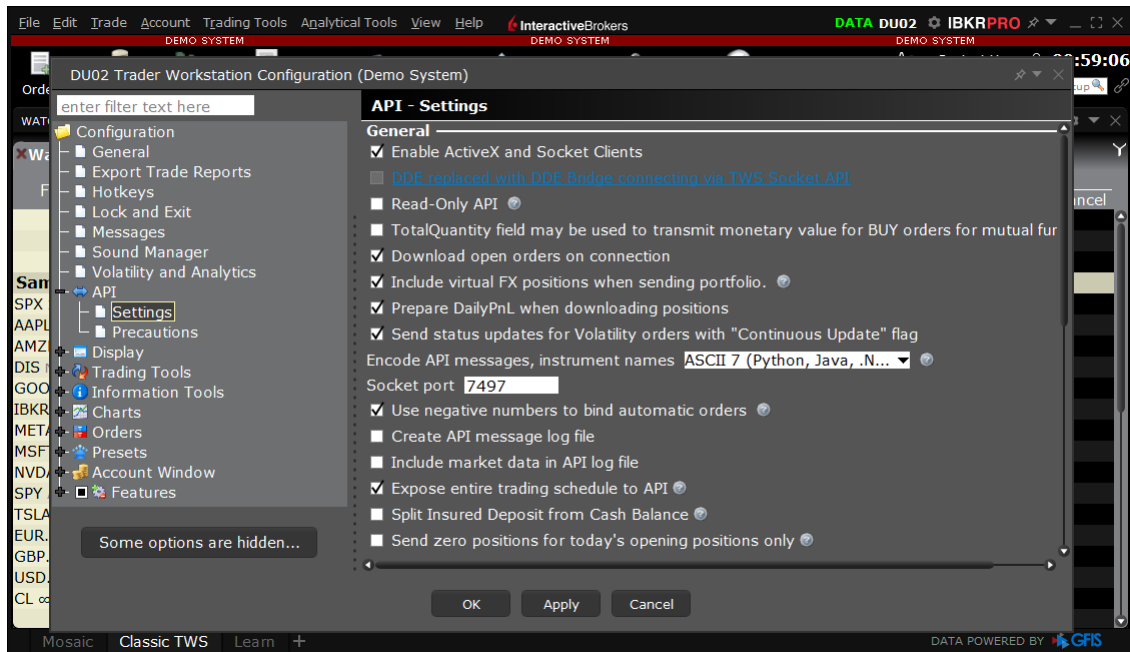 File Edit Trade Account Trading Tools Analytical Tools View Help InteractiveBrokers DATA DU02 IBKRPRO
DEMO SYSTEM DEMO SYSTEM DEMO SYSTEM
:59:06
DU02 Trader Workstation Configuration (Demo System)
enter filter text here
API - Settings
Configuration
General
Export Trade Reports
Hotkeys
Lock and Exit
Messages
Sound Manager
Volatility and Analytics
API
Settings
Precautions
Display
Trading Tools
Information Tools
Charts
Orders
Presets
Account Window
Features
Some options are hidden...
General
Enable ActiveX and Socket Clients
DDE replaced with DDE Bridge connecting via TWS Socket API
Read-Only API
TotalQuantity field may be used to transmit monetary value for BUY orders for mutual fur
Download open orders on connection
Include virtual FX positions when sending portfolio.
Prepare DailyPnL when downloading positions
Send status updates for Volatility orders with "Continuous Update" flag
Encode API messages, instrument names ASCII 7 (Python, Java, .N...
Socket port 7497
Use negative numbers to bind automatic orders
Create API message log file
Include market data in API log file
Expose entire trading schedule to API
Split Insured Deposit from Cash Balance
Send zero positions for today's opening positions only
OK Apply Cancel
SPX
AAPL
AMZ
DIS
GOO
IBKR
META
MSFT
NVDA
SPY
TSLA
EUR.
GBP.
USD.
CL
Mosaic Classic TWS Learn + DATA POWERED BY GFIS